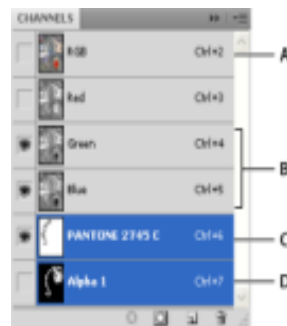 CHANNELS
RGB Ctrl+2 A
Red Ctrl+3
Green Ctrl+4
B
Blue Ctrl+5
PANTONE 2745 C Ctrl+6 C
Alpha 1 Ctrl+7 D